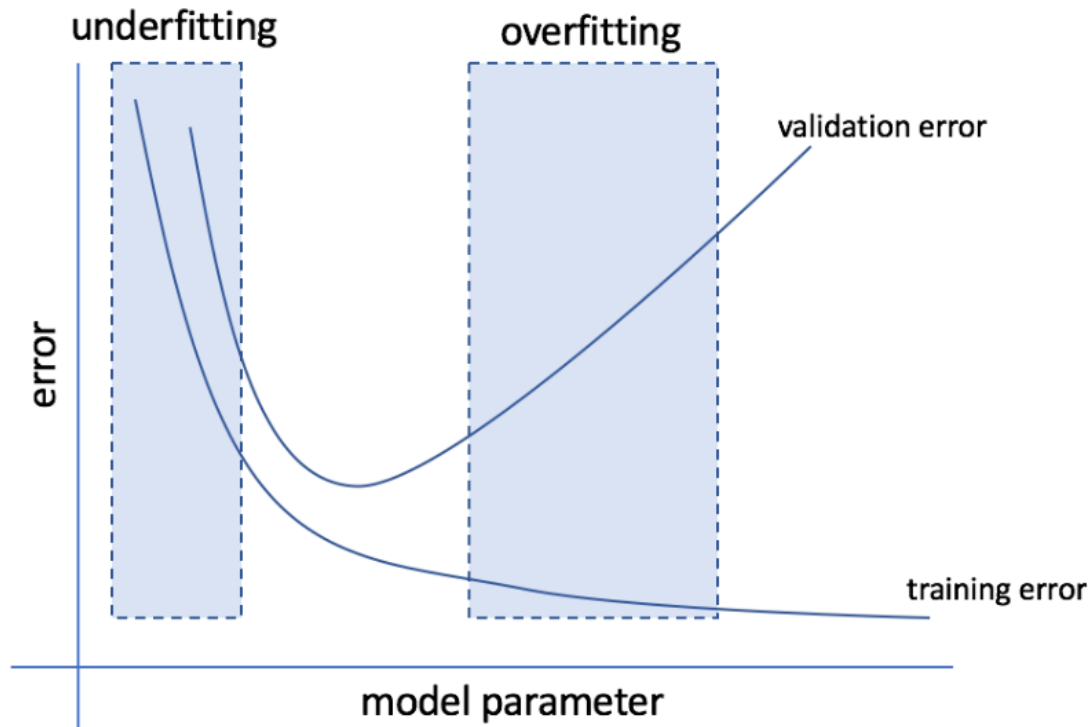 underfitting
overfitting
validation error
error
training error
model parameter